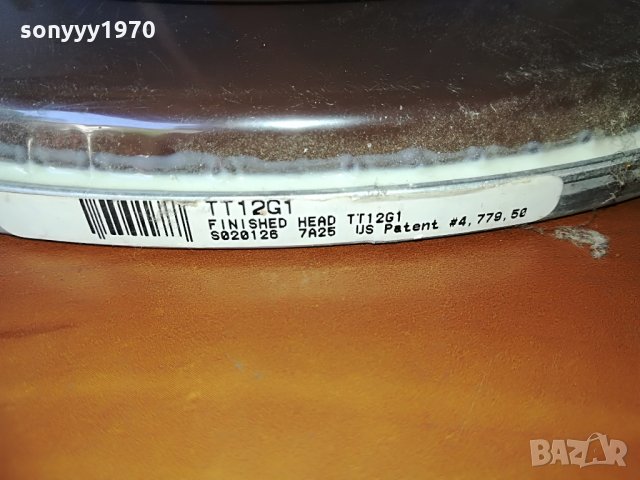 sonyyy1970
TT12G1
FINISHED HEAD TT12G1
S020126 7A25 US Patent #4,779,50
BAZAR